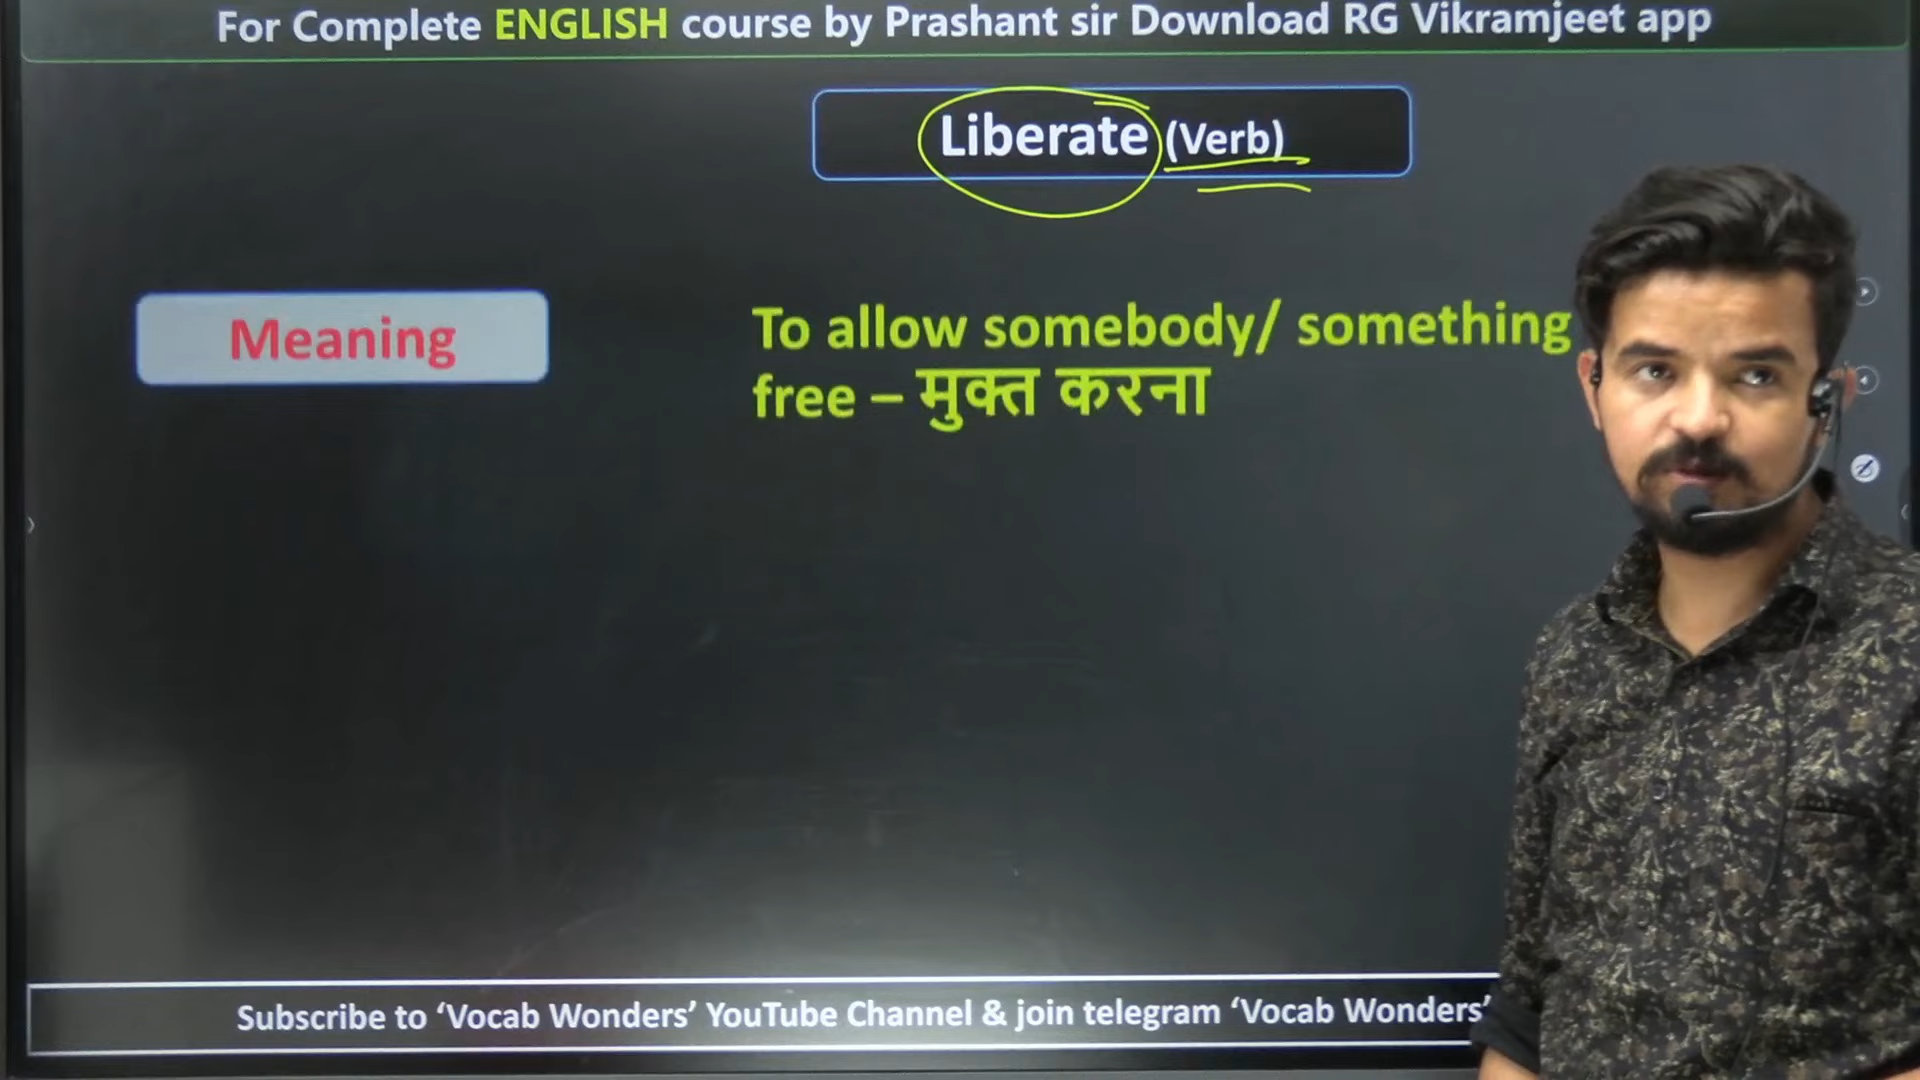 For Complete ENGLISH course by Prashant sir Download RG Vikramjeet app
Liberate (Verb)
Meaning
To allow somebody/ something
free – मुक्त करना
Subscribe to ‘Vocab Wonders’ YouTube Channel & join telegram ‘Vocab Wonders’